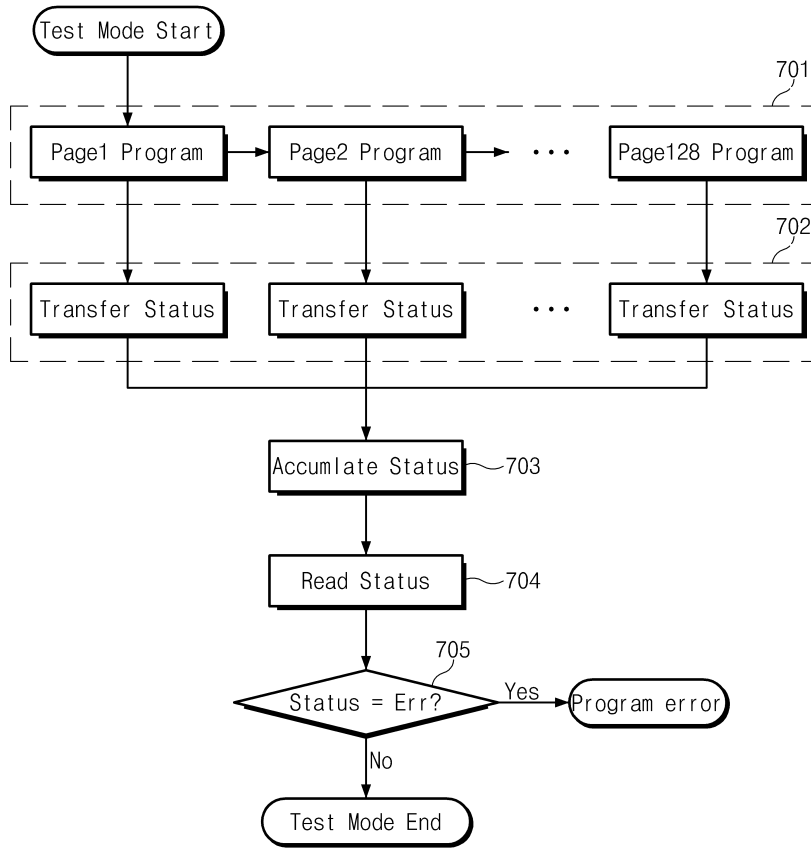 Test Mode Start
701
Page1 Program
Page2 Program
...
Page128 Program
702
Transfer Status
Transfer Status
...
Transfer Status
Accumlate Status
703
Read Status
704
705
Status = Err?
Yes
Program error
No
Test Mode End